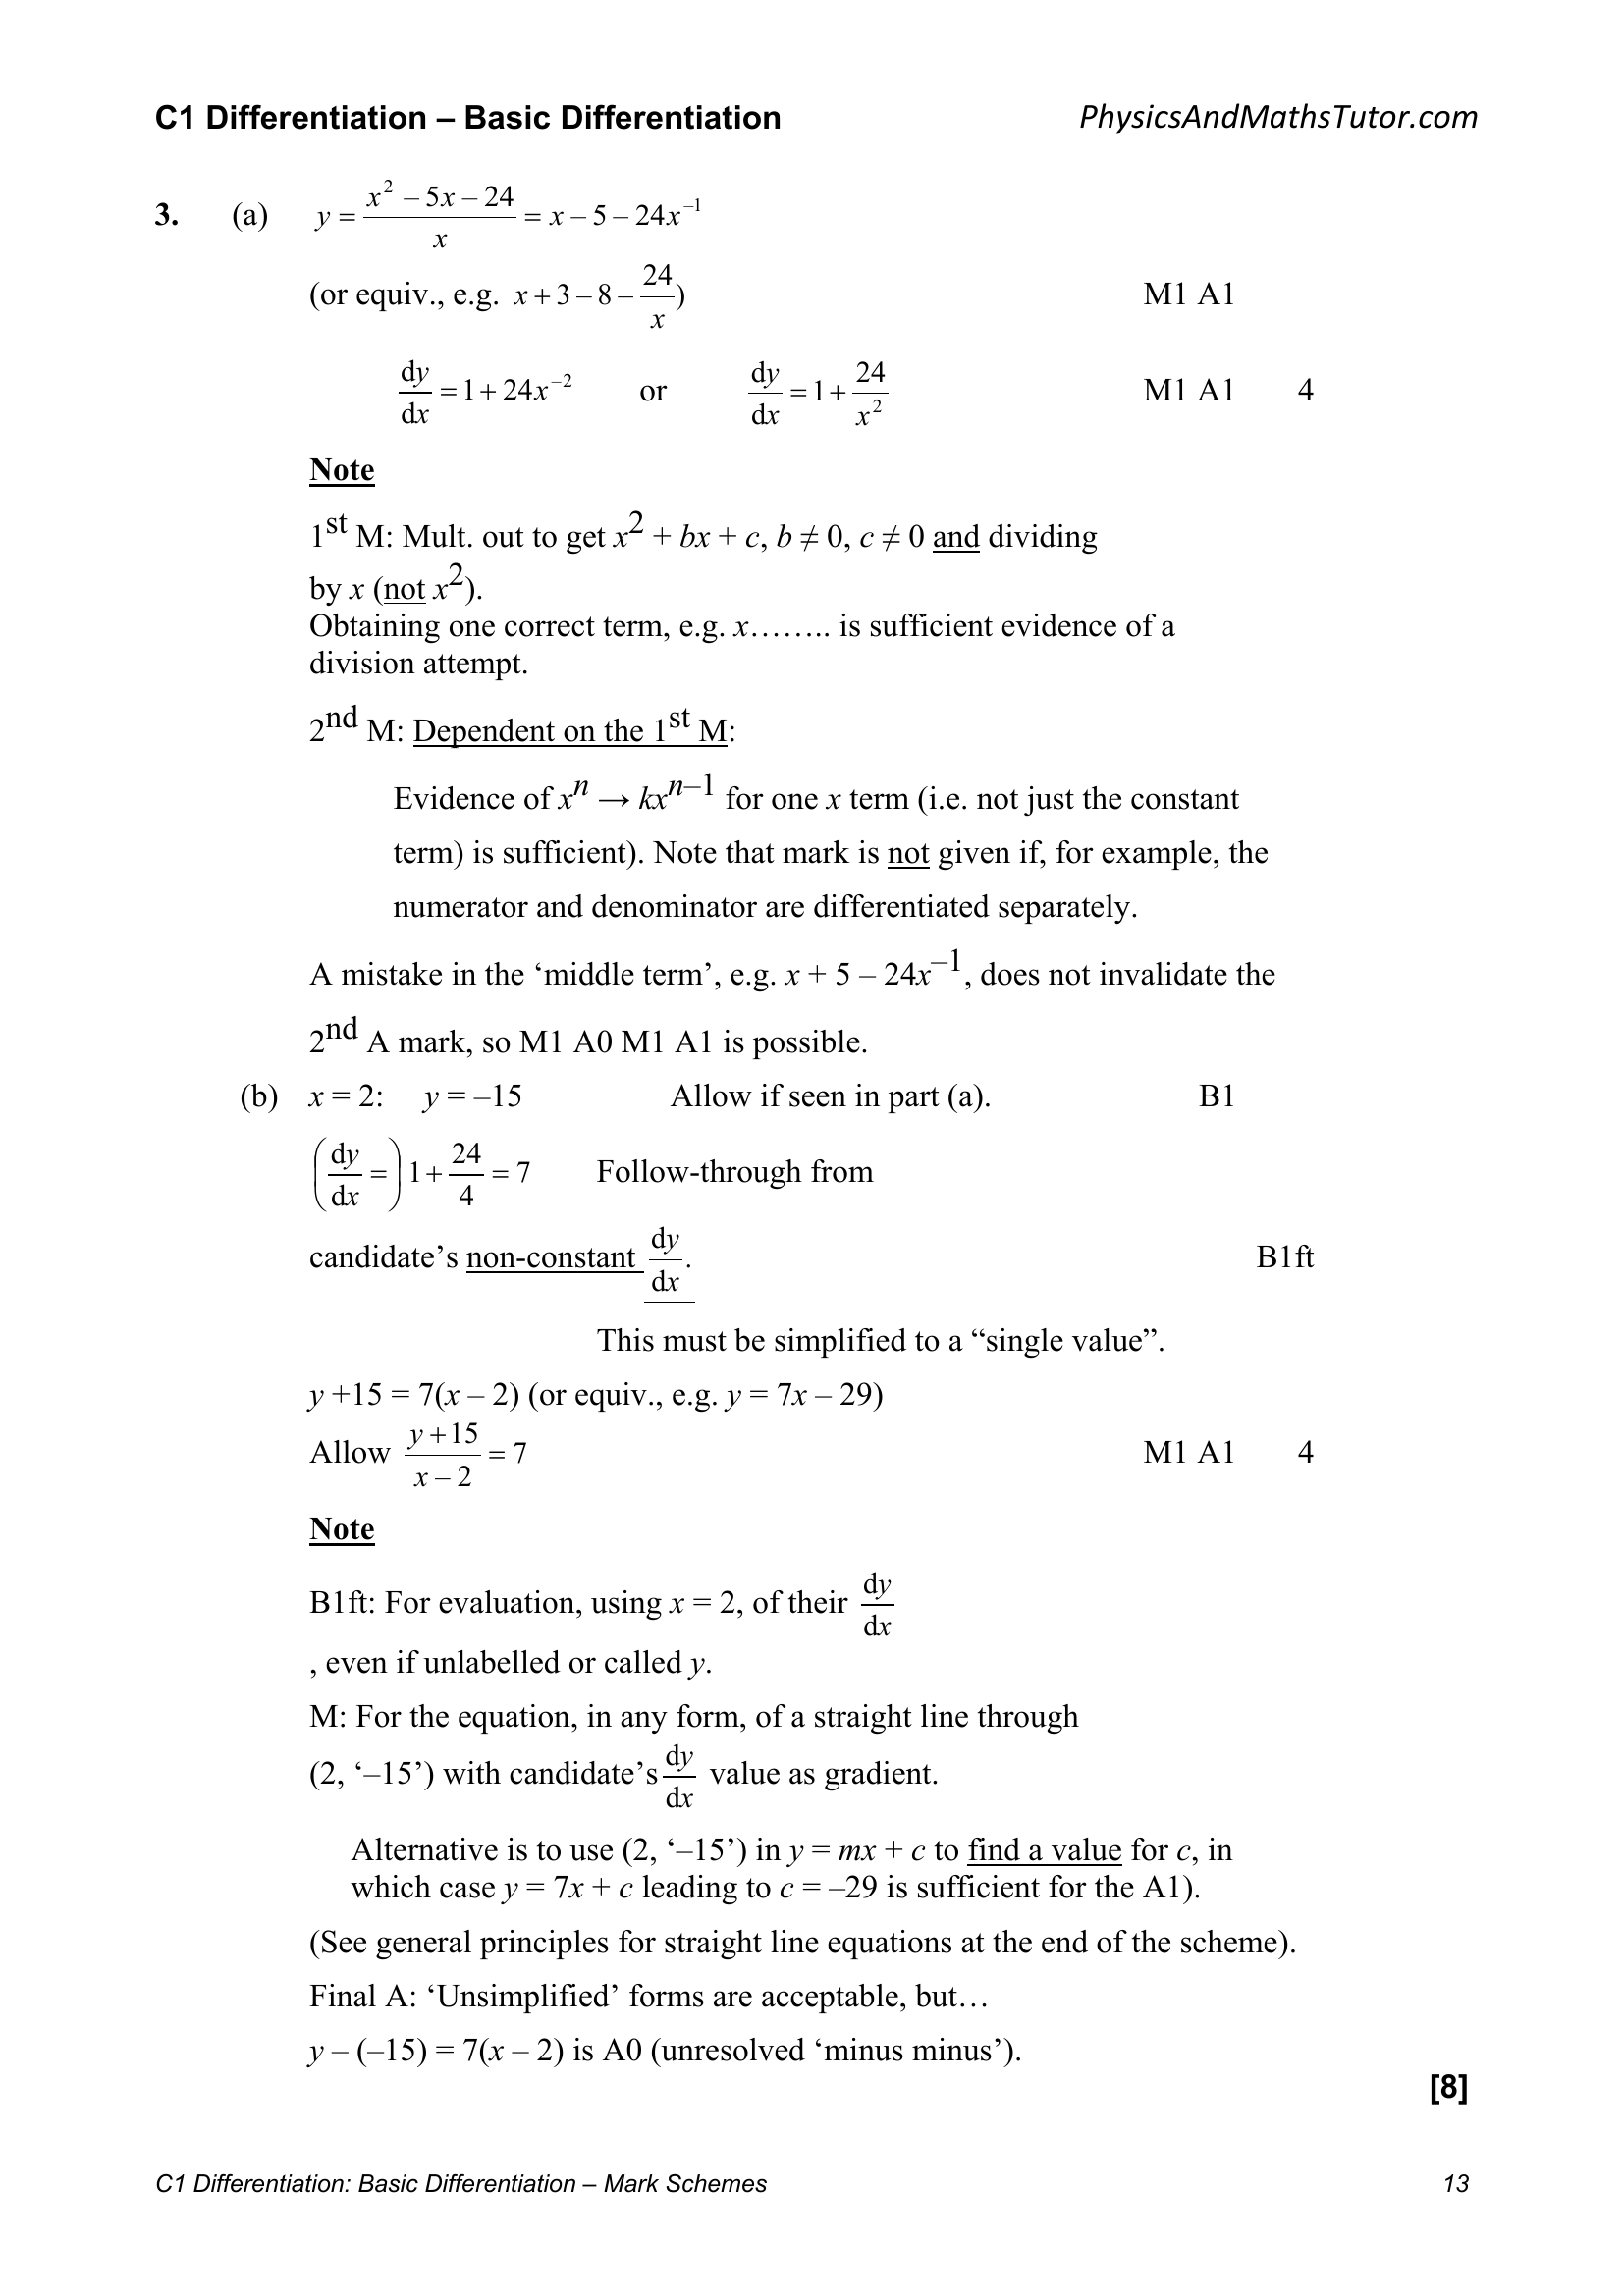 C1 Differentiation – Basic Differentiation PhysicsAndMathsTutor.com
3. (a) y = \frac{x^2 – 5x – 24}{x} = x – 5 – 24x^{–1}
(or equiv., e.g. x + 3 – 8 – \frac{24}{x}) M1 A1
\frac{dy}{dx} = 1 + 24x^{–2} or \frac{dy}{dx} = 1 + \frac{24}{x^2} M1 A1 4
Note
1^{st} M: Mult. out to get x^2 + bx + c, b ≠ 0, c ≠ 0 and dividing
by x (not x^2).
Obtaining one correct term, e.g. x…….. is sufficient evidence of a
division attempt.
2^{nd} M: Dependent on the 1^{st} M:
Evidence of x^n → kx^{n–1} for one x term (i.e. not just the constant
term) is sufficient). Note that mark is not given if, for example, the
numerator and denominator are differentiated separately.
A mistake in the ‘middle term’, e.g. x + 5 – 24x^{–1}, does not invalidate the
2^{nd} A mark, so M1 A0 M1 A1 is possible.
(b) x = 2: y = –15 Allow if seen in part (a). B1
(\frac{dy}{dx} =) 1 + \frac{24}{4} = 7 Follow-through from
candidate’s non-constant \frac{dy}{dx}. B1ft
This must be simplified to a “single value”.
y +15 = 7(x – 2) (or equiv., e.g. y = 7x – 29)
Allow \frac{y + 15}{x – 2} = 7 M1 A1 4
Note
B1ft: For evaluation, using x = 2, of their \frac{dy}{dx}
, even if unlabelled or called y.
M: For the equation, in any form, of a straight line through
(2, ‘–15’) with candidate’s \frac{dy}{dx} value as gradient.
Alternative is to use (2, ‘–15’) in y = mx + c to find a value for c, in
which case y = 7x + c leading to c = –29 is sufficient for the A1).
(See general principles for straight line equations at the end of the scheme).
Final A: ‘Unsimplified’ forms are acceptable, but…
y – (–15) = 7(x – 2) is A0 (unresolved ‘minus minus’).
[8]
C1 Differentiation: Basic Differentiation – Mark Schemes 13